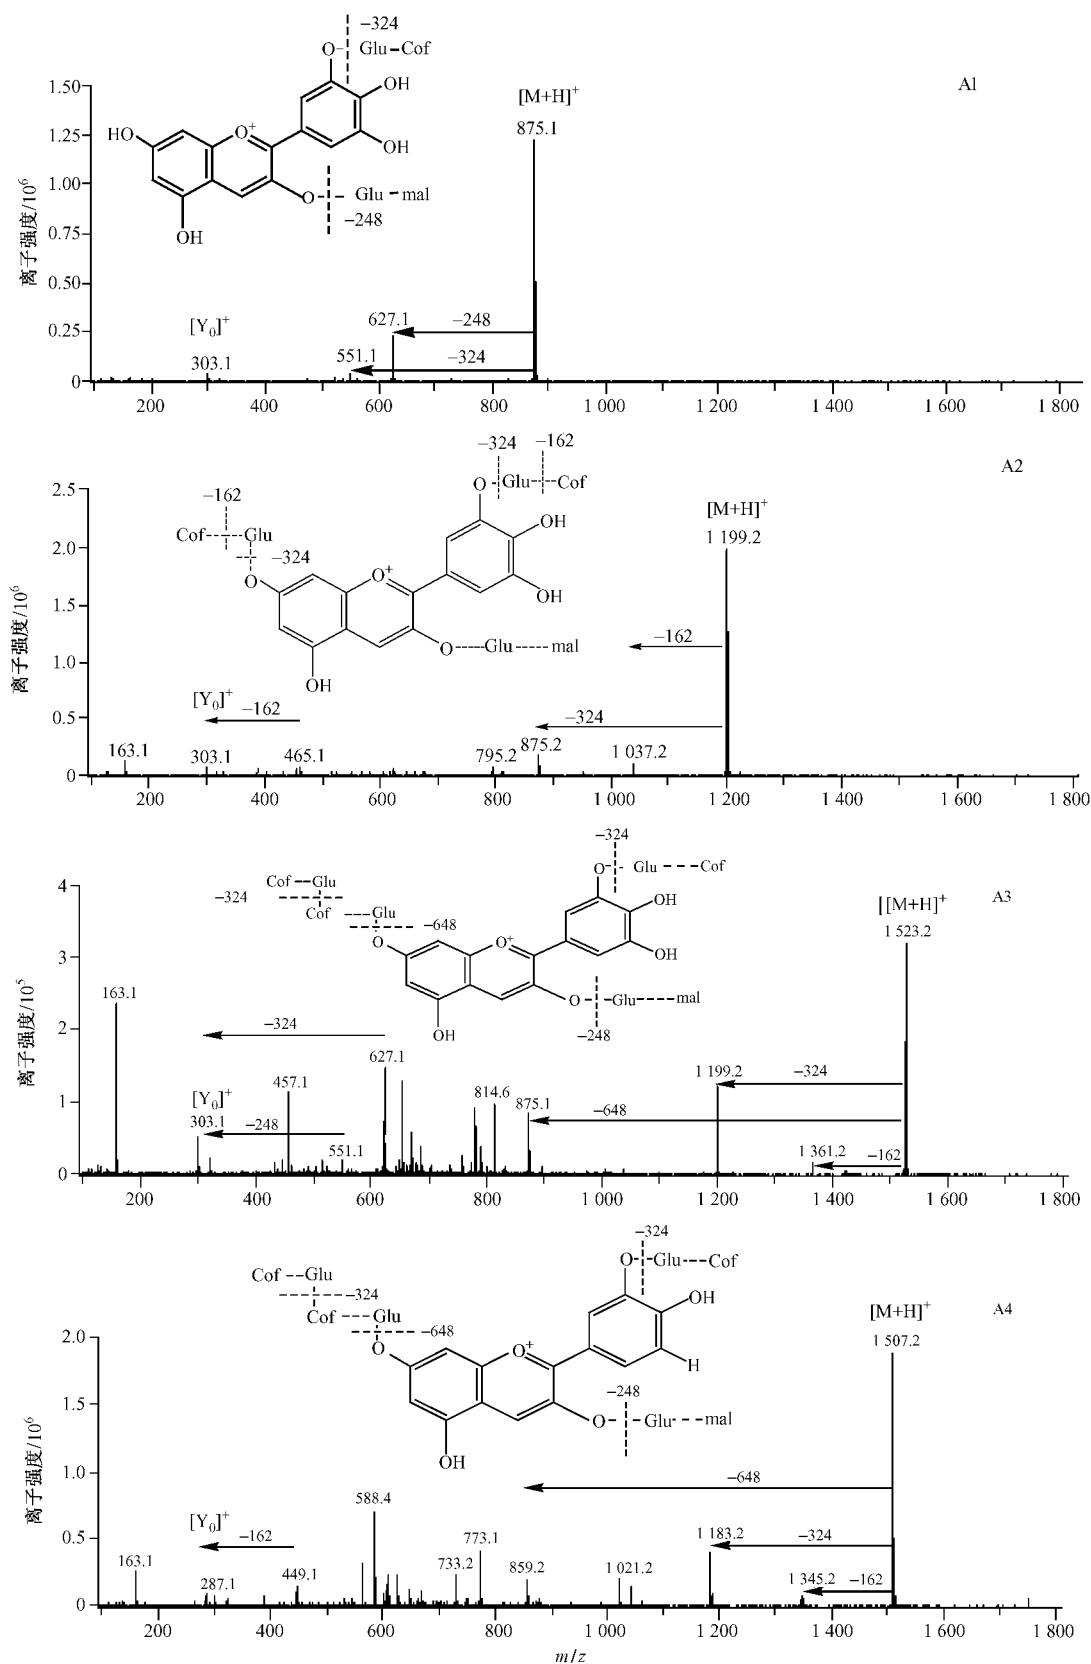 −324
O Glu−Cof
OH
OH
HO
O⁺
O Glu−mal
−248
OH
A1
[M+H]⁺
875.1
离子强度/10⁶
1.50
1.25
1.00
0.75
0.50
0.25
0
[Y₀]⁺
303.1
551.1
627.1
−248
−324
200 400 600 800 1 000 1 200 1 400 1 600 1 800
−324 −162
O Glu Cof
−162
Cof Glu
−324
O
O⁺
OH
OH
O Glu mal
OH
A2
[M+H]⁺
1 199.2
离子强度/10⁶
2.5
2.0
1.5
1.0
0.5
0
−162
−324
[Y₀]⁺
−162
163.1
303.1
465.1
795.2
875.2
1 037.2
200 400 600 800 1 000 1 200 1 400 1 600 1 800
−324
O Glu Cof
Cof Glu
−324
Cof Glu
−648
O
O⁺
OH
OH
O Glu mal
−248
OH
A3
[[M+H]⁺
1 523.2
离子强度/10⁵
4
3
2
1
0
163.1
−324
627.1
457.1
[Y₀]⁺
303.1
−248
551.1
814.6
875.1
−648
1 199.2
−324
1 361.2
−162
200 400 600 800 1 000 1 200 1 400 1 600 1 800
−324
O Glu Cof
Cof Glu
−324
Cof Glu
−648
O
O⁺
OH
H
−248
O Glu mal
OH
A4
[M+H]⁺
1 507.2
离子强度/10⁶
2.0
1.5
1.0
0.5
0
−648
588.4
[Y₀]⁺
−162
163.1
287.1
449.1
733.2
773.1
859.2
1 021.2
1 183.2
−324
1 345.2
−162
200 400 600 800 1 000 1 200 1 400 1 600 1 800
m/z